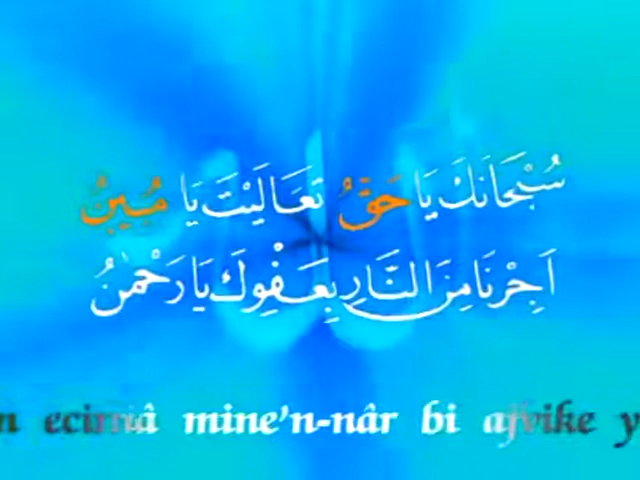 سُبْحَانَكَ يَا حَقُّ تَعَالَيْتَ يَا مُبِينُ
اَجِرْنَا مِنَ النَّارِ بِعَفْوِكَ يَا رَحْمٰنُ
n ecirnâ mine'n-nâr bi afvike y